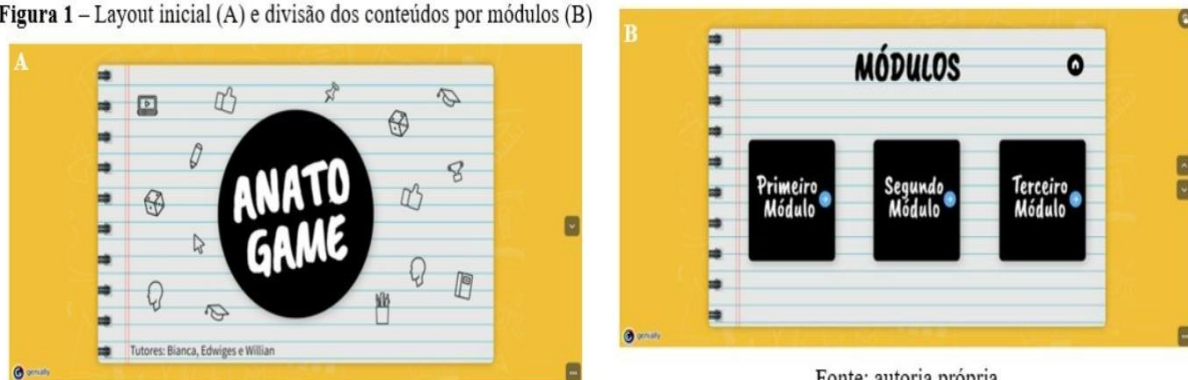 Figura 1 – Layout inicial (A) e divisão dos conteúdos por módulos (B)
A
ANATO
GAME
Tutores: Bianca, Edwiges e Willian
genially
B
MÓDULOS
Primeiro
Módulo
Segundo
Módulo
Terceiro
Módulo
genially
Fonte: autoria própria